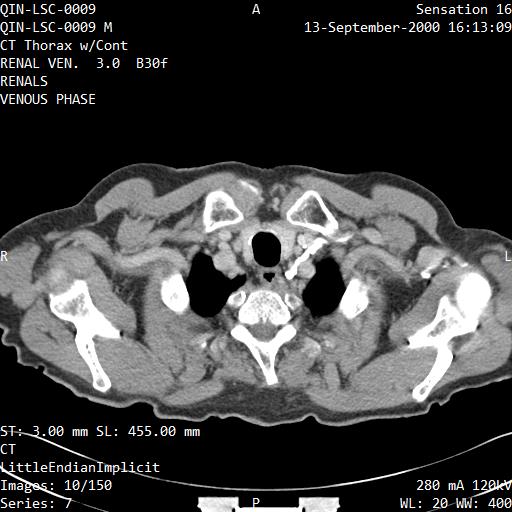 QIN-LSC-0009
A
Sensation 16
QIN-LSC-0009 M
13-September-2000 16:13:09
CT Thorax w/Cont
RENAL VEN.  3.0  B30f
RENALS
VENOUS PHASE
R
L
ST: 3.00 mm SL: 455.00 mm
CT
LittleEndianImplicit
Images: 10/150
280 mA 120kV
Series: 7
P
WL: 20 WW: 400